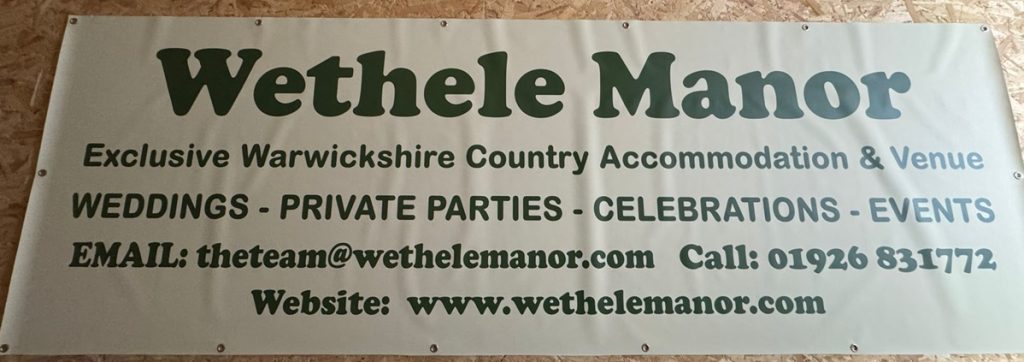 Wethele Manor
Exclusive Warwickshire Country Accommodation & Venue
WEDDINGS - PRIVATE PARTIES - CELEBRATIONS - EVENTS
EMAIL: theteam@wethelemanor.com Call: 01926 831772
Website: www.wethelemanor.com